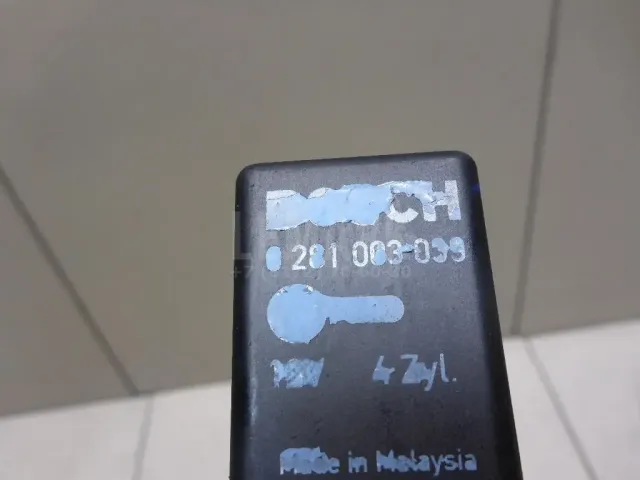 BOSCH
0 281 003 039
12V 4 Zyl.
Made in Malaysia